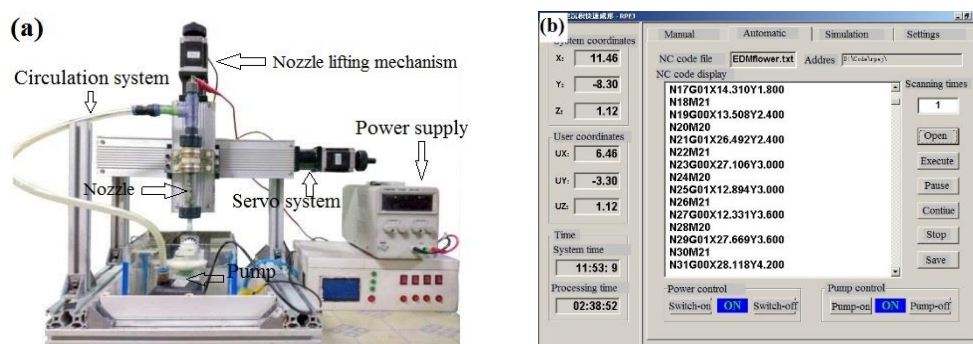 (a)
Nozzle lifting mechanism
Circulation system
Power supply
Nozzle
Servo system
Pump
(b)
Manual Automatic Simulation Settings
System coordinates
X: 11.46
Y: -8.30
Z: 1.12
User coordinates
UX: 6.46
UY: -3.30
UZ: 1.12
Time
System time
11:53: 9
Processing time
02:38:52
NC code file EDMflower.txt Addres
NC code display
N17G01X14.310Y1.800
N18M21
N19G00X13.508Y2.400
N20M20
N21G01X26.492Y2.400
N22M21
N23G00X27.106Y3.000
N24M20
N25G01X12.894Y3.000
N26M21
N27G00X12.331Y3.600
N28M20
N29G01X27.669Y3.600
N30M21
N31G00X28.118Y4.200
Scanning times
1
Open
Execute
Pause
Contiue
Stop
Save
Power control
Switch-on ON Switch-off
Pump control
Pump-on ON Pump-off